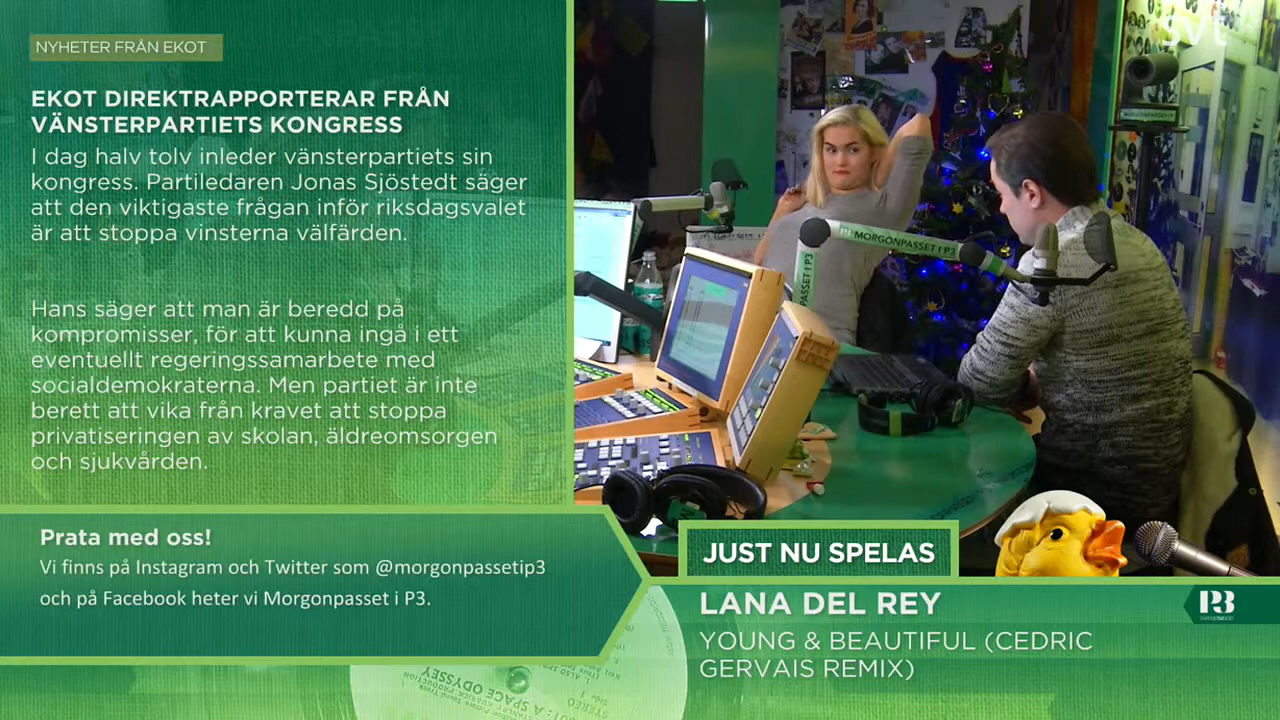 NYHETER FRÅN EKOT
EKOT DIREKTRAPPORTERAR FRÅN
VÄNSTERPARTIETS KONGRESS
I dag halv tolv inleder vänsterpartiets sin
kongress. Partiledaren Jonas Sjöstedt säger
att den viktigaste frågan inför riksdagsvalet
är att stoppa vinsterna välfärden.
Hans säger att man är beredd på
kompromisser, för att kunna ingå i ett
eventuellt regeringssamarbete med
socialdemokraterna. Men partiet är inte
berett att vika från kravet att stoppa
privatiseringen av skolan, äldreomsorgen
och sjukvården.
svt
MORGONPASSET I P3
PASSET I P3
Prata med oss!
Vi finns på Instagram och Twitter som @morgonpassetip3
och på Facebook heter vi Morgonpasset i P3.
JUST NU SPELAS
LANA DEL REY
YOUNG & BEAUTIFUL (CEDRIC
GERVAIS REMIX)
P3
STEREO
A SPACE ODYSSEY